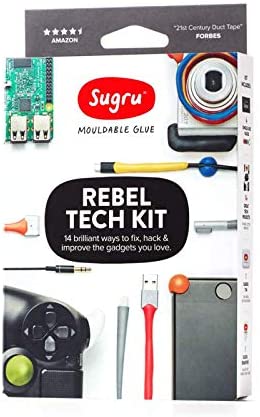 AMAZON
"21st Century Duct Tape"
FORBES
Sugru
MOULDABLE GLUE
REBEL
TECH KIT
14 brilliant ways to fix, hack &
improve the gadgets you love.